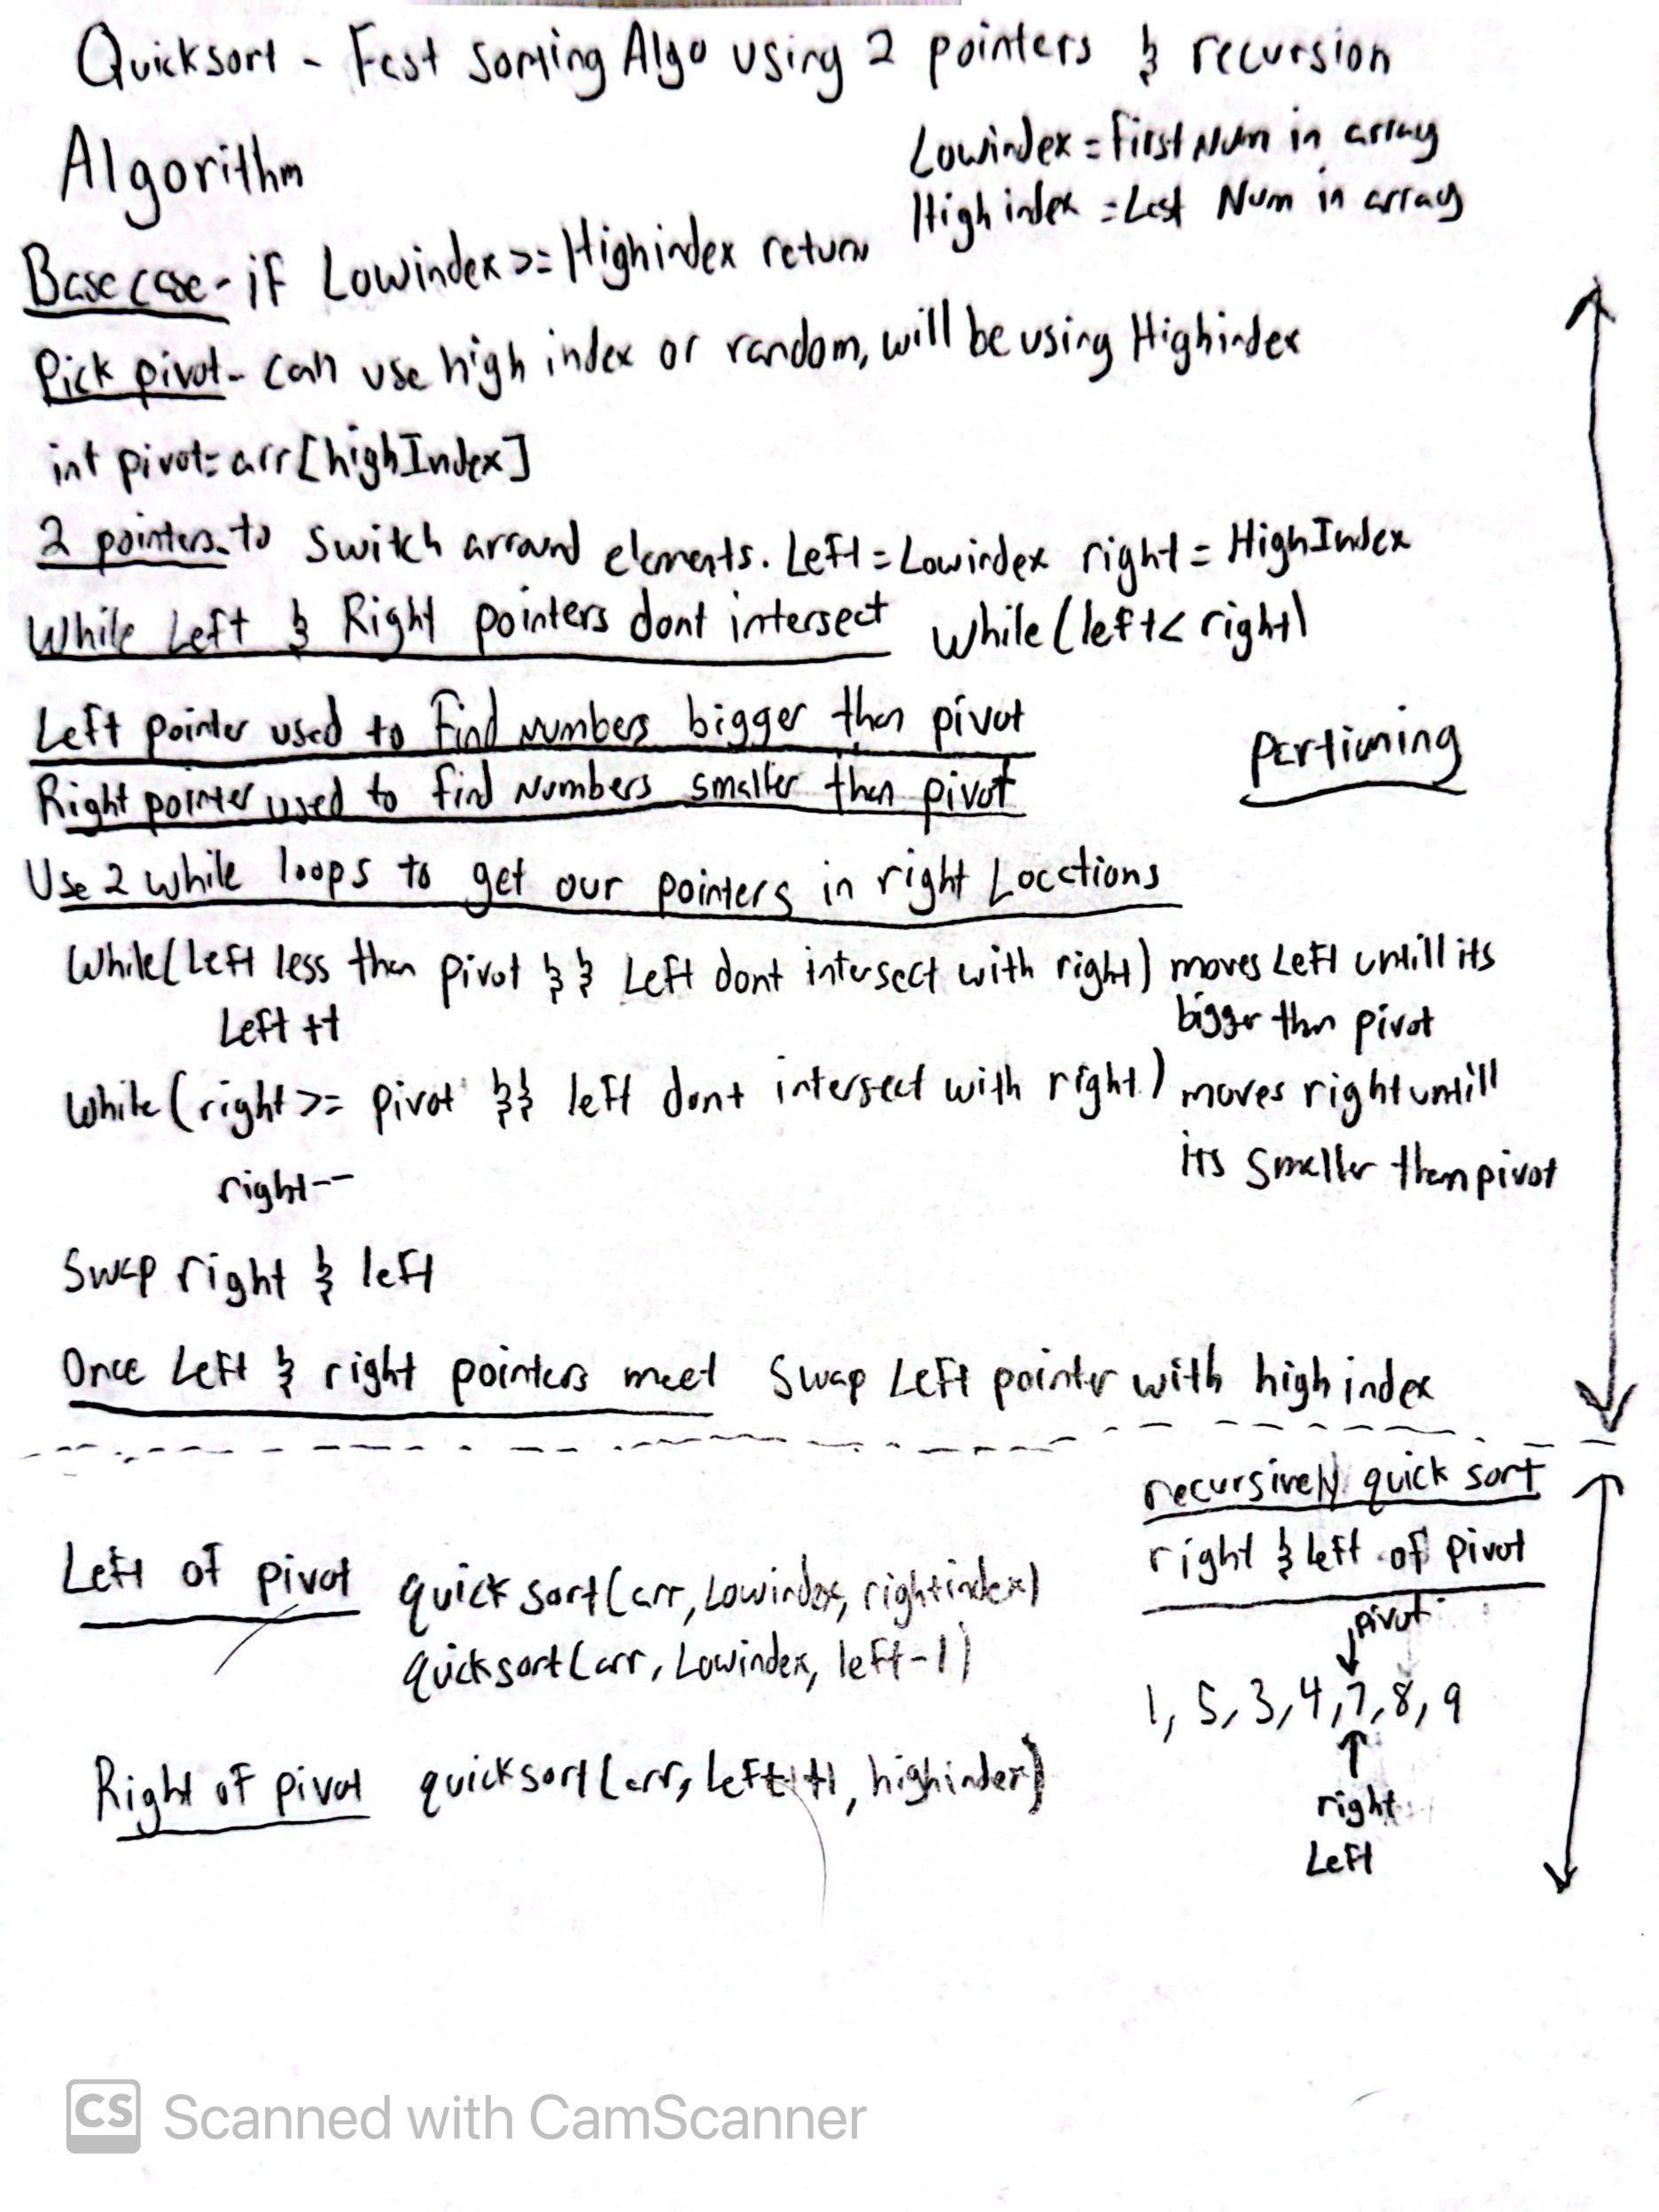 Quicksort - Fast Sorting Algo using 2 pointers & recursion
Algorithm
Lowindex = First Num in array
High index = Last Num in array
Base case - if Lowindex >= Highindex return
Pick pivot - can use high index or random, will be using Highindex
int pivot = arr[highIndex]
2 pointers - to switch arround elements. Left = Lowindex right = HighIndex
While Left & Right pointers dont intersect while (left < right)
Left pointer used to Find numbers bigger than pivot
Right pointer used to find numbers smaller than pivot
Partioning
Use 2 while loops to get our pointers in right Locations
While(Left less than pivot && Left dont intersect with right) moves Left untill its
Left ++ bigger than pivot
While (right >= pivot && left dont intersect with right) moves right untill
right-- its smaller than pivot
Swap right & left
Once Left & right pointers meet Swap Left pointer with high index
recursively quick sort
right & left of pivot
Left of pivot quick sort(arr, Lowindex, rightindex)
quicksort(arr, Lowindex, left-1)
pivot
1, 5, 3, 4, 7, 8, 9
right
Left
Right of pivot quicksort(arr, left+1, highindex)
CS Scanned with CamScanner